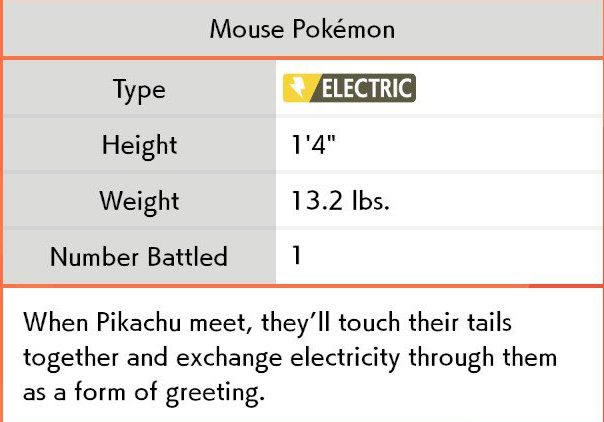 Mouse Pokémon
Type ELECTRIC
Height 1'4"
Weight 13.2 lbs.
Number Battled 1
When Pikachu meet, they'll touch their tails
together and exchange electricity through them
as a form of greeting.